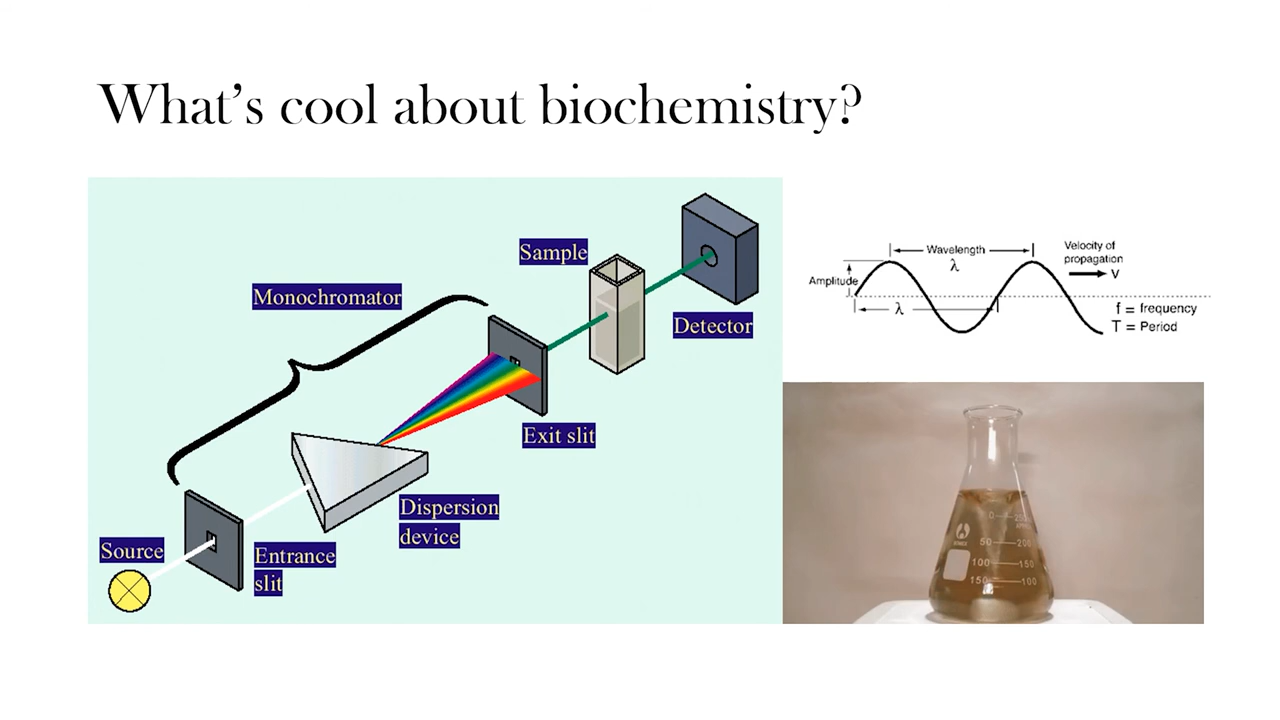 What's cool about biochemistry?
Sample
Monochromator
Detector
Exit slit
Dispersion
device
Source
Entrance
slit
Wavelength
λ
Velocity of
propagation
V
Amplitude
λ
f = frequency
T = Period
0
50 200
100 150
150 100